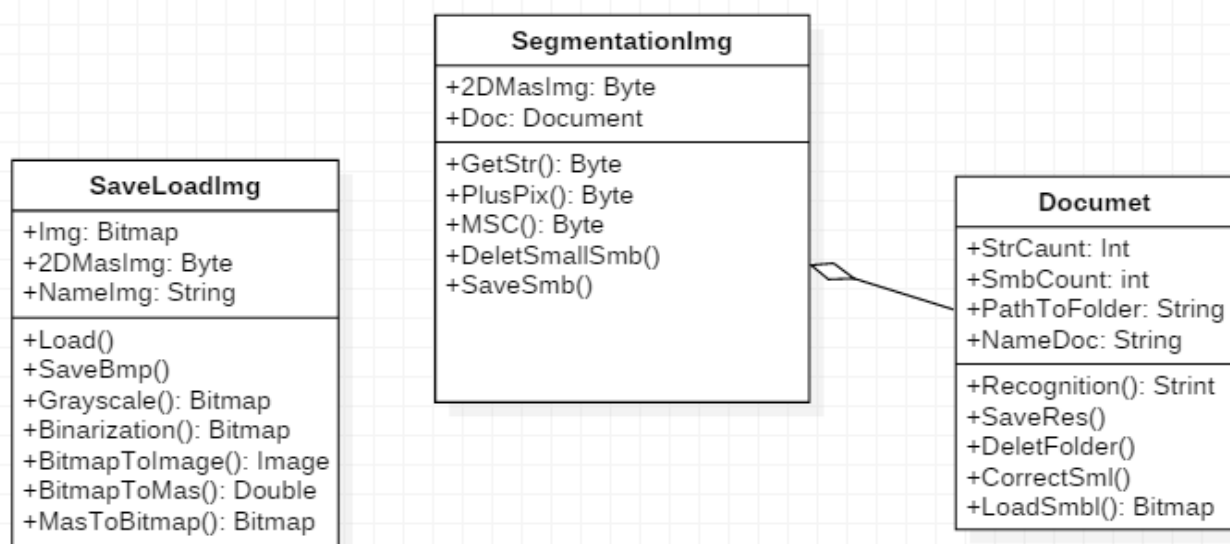 SegmentationImg
+2DMasImg: Byte
+Doc: Document
+GetStr(): Byte
+PlusPix(): Byte
+MSC(): Byte
+DeletSmallSmb()
+SaveSmb()
SaveLoadImg
+Img: Bitmap
+2DMasImg: Byte
+NameImg: String
+Load()
+SaveBmp()
+Grayscale(): Bitmap
+Binarization(): Bitmap
+BitmapToImage(): Image
+BitmapToMas(): Double
+MasToBitmap(): Bitmap
Documet
+StrCaunt: Int
+SmbCount: int
+PathToFolder: String
+NameDoc: String
+Recognition(): Strint
+SaveRes()
+DeletFolder()
+CorrectSml()
+LoadSmbl(): Bitmap